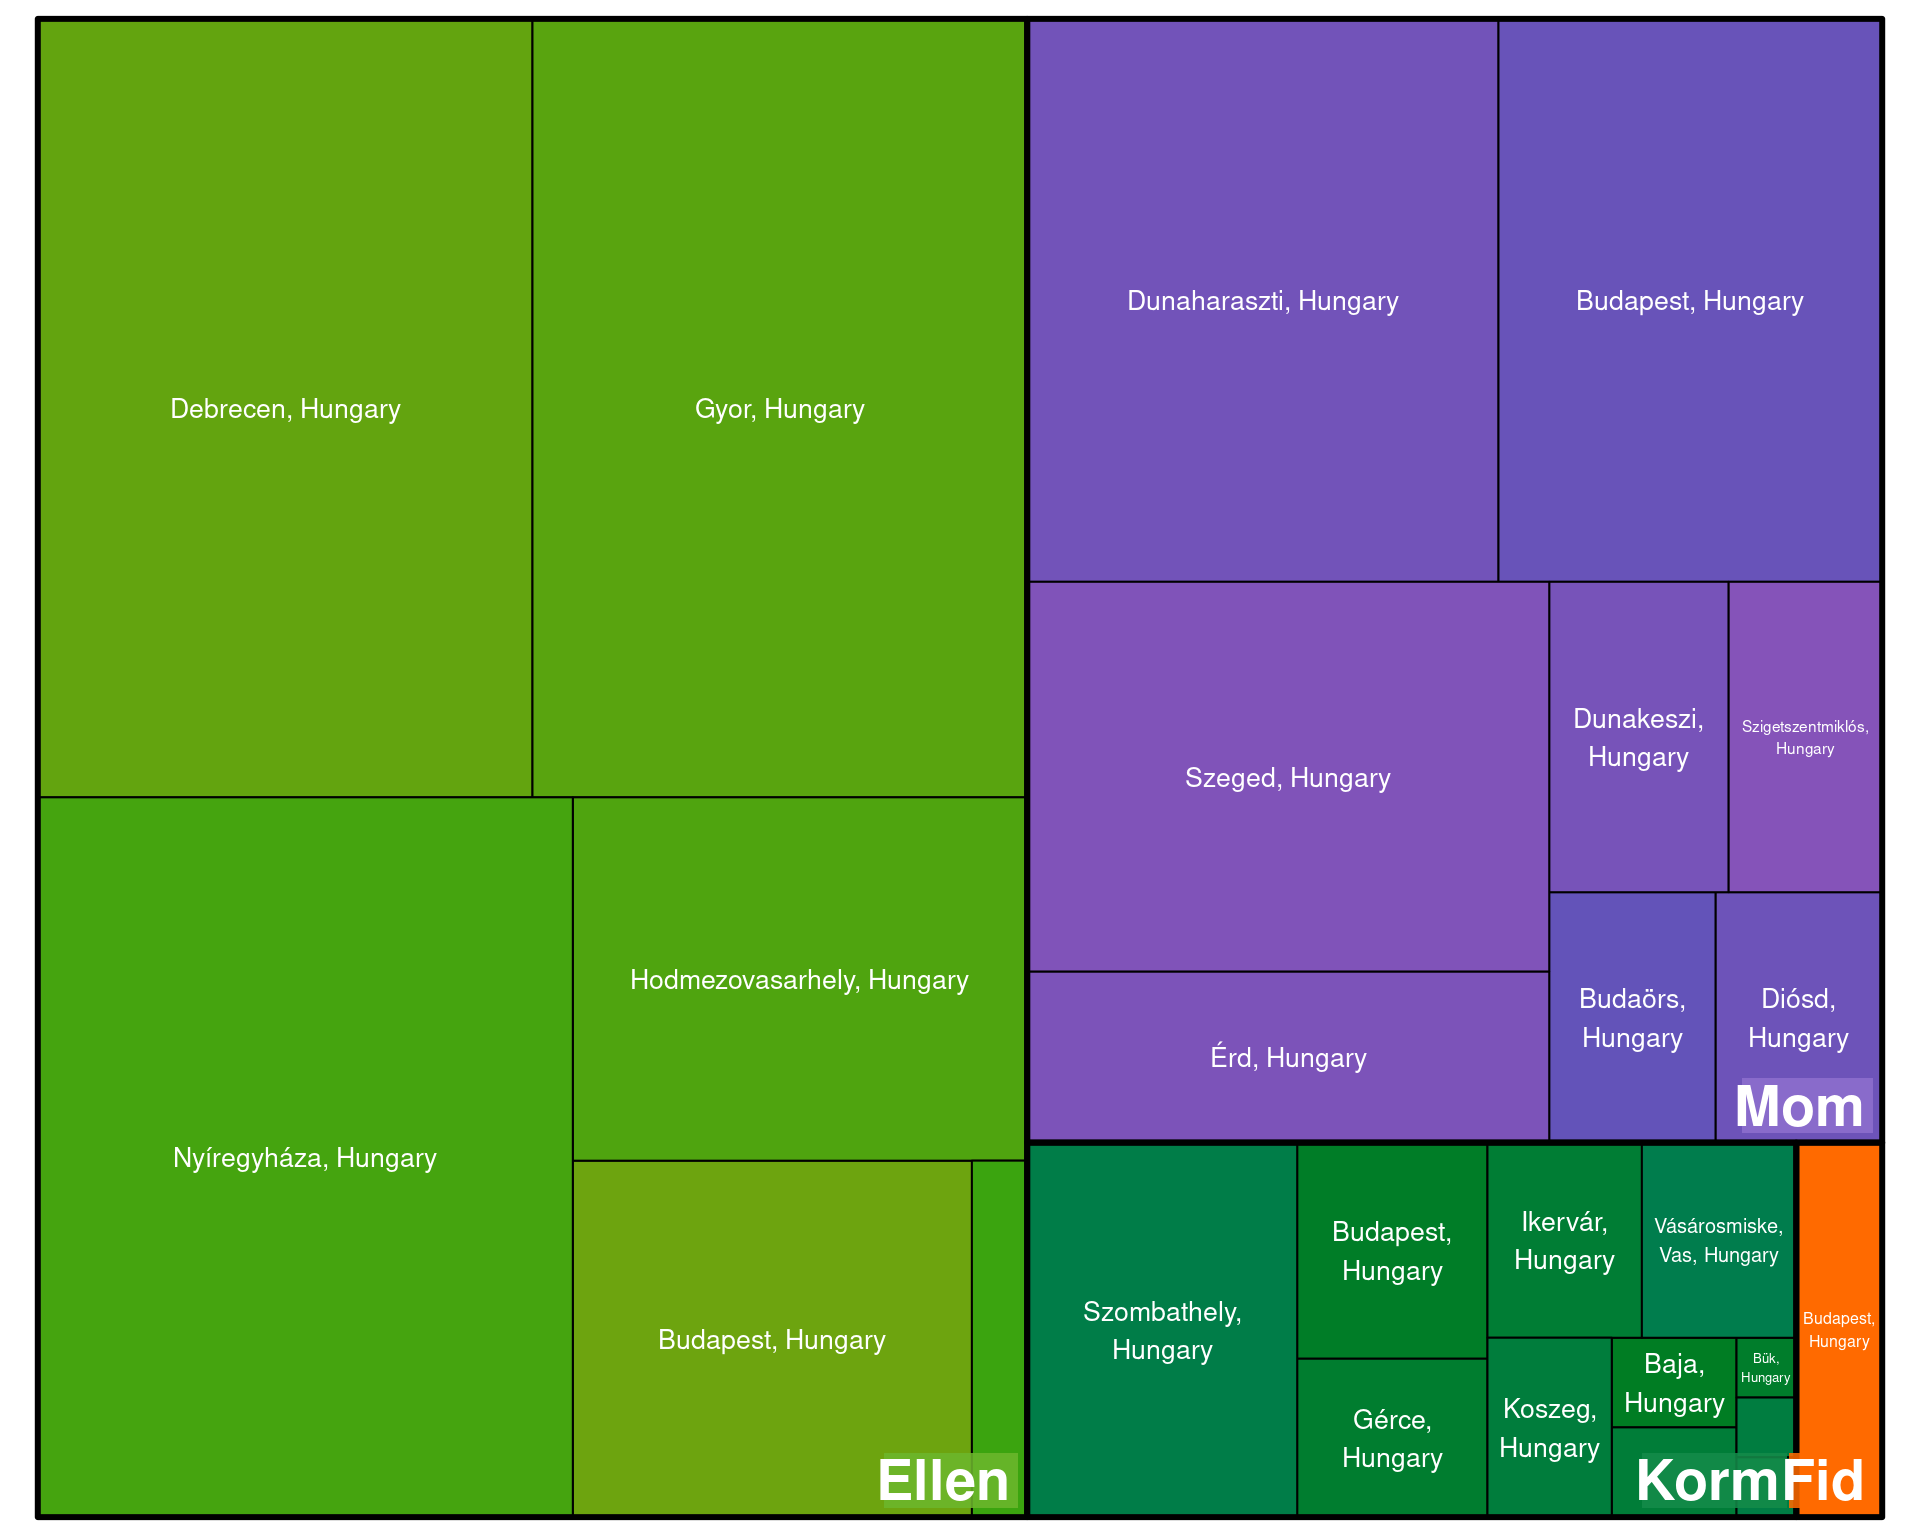 Debrecen, Hungary
Gyor, Hungary
Nyíregyháza, Hungary
Hodmezovasarhely, Hungary
Budapest, Hungary
Ellen
Dunaharaszti, Hungary
Budapest, Hungary
Szeged, Hungary
Dunakeszi,
Hungary
Szigetszentmiklós,
Hungary
Érd, Hungary
Budaörs,
Hungary
Diósd,
Hungary
Mom
Szombathely,
Hungary
Budapest,
Hungary
Gérce,
Hungary
Ikervár,
Hungary
Vásárosmiske,
Vas, Hungary
Koszeg,
Hungary
Baja,
Hungary
Bük,
Hungary
Budapest,
Hungary
KormFid